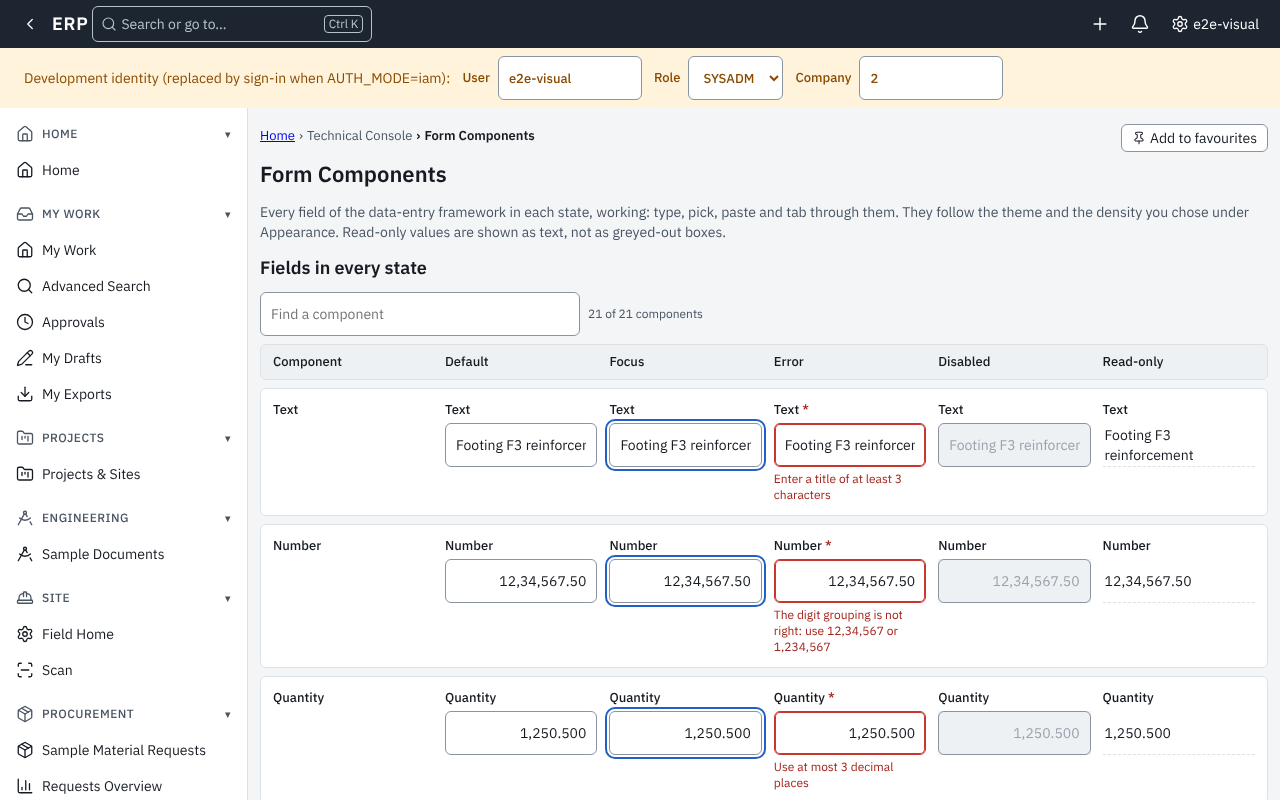 ERP Search or go to... Ctrl K e2e-visual
Development identity (replaced by sign-in when AUTH_MODE=iam): User e2e-visual Role SYSADM Company 2
HOME
Home
MY WORK
My Work
Advanced Search
Approvals
My Drafts
My Exports
PROJECTS
Projects & Sites
ENGINEERING
Sample Documents
SITE
Field Home
Scan
PROCUREMENT
Sample Material Requests
Requests Overview
Home › Technical Console › Form Components
Add to favourites
Form Components
Every field of the data-entry framework in each state, working: type, pick, paste and tab through them. They follow the theme and the density you chose under
Appearance. Read-only values are shown as text, not as greyed-out boxes.
Fields in every state
Find a component 21 of 21 components
Component Default Focus Error Disabled Read-only
Text Text Text Text * Text Text
Footing F3 reinforcer Footing F3 reinforcer Footing F3 reinforcer Footing F3 reinforcer Footing F3
reinforcement
Enter a title of at least 3
characters
Number Number Number Number * Number Number
12,34,567.50 12,34,567.50 12,34,567.50 12,34,567.50 12,34,567.50
The digit grouping is not
right: use 12,34,567 or
1,234,567
Quantity Quantity Quantity Quantity * Quantity Quantity
1,250.500 1,250.500 1,250.500 1,250.500 1,250.500
Use at most 3 decimal
places